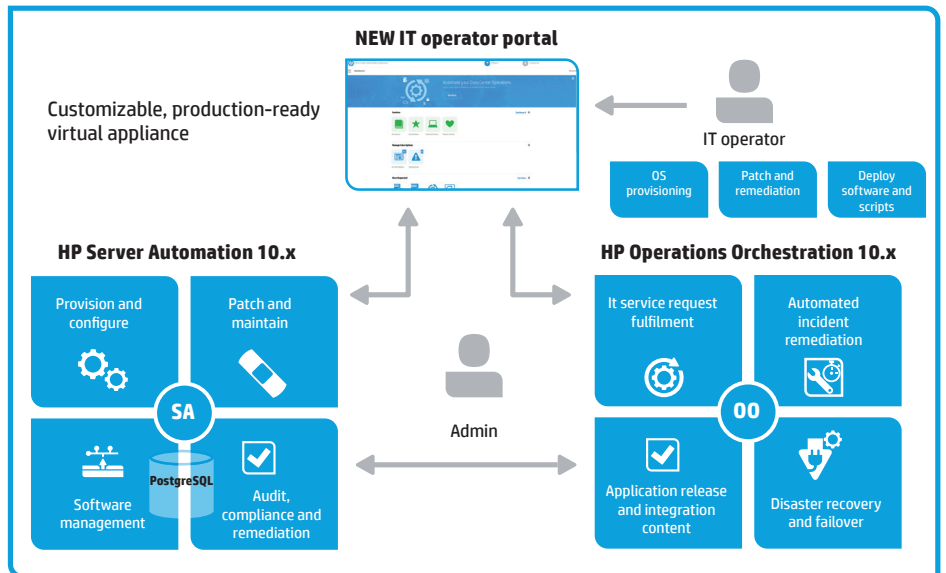 NEW IT operator portal
Customizable, production-ready
virtual appliance
IT operator
OS
provisioning
Patch and
remediation
Deploy
software and
scripts
HP Server Automation 10.x
Provision and
configure
Patch and
maintain
SA
Software
management
PostgreSQL
Audit,
compliance and
remediation
Admin
HP Operations Orchestration 10.x
It service request
fulfilment
Automated
incident
remediation
OO
Application release
and integration
content
Disaster recovery
and failover